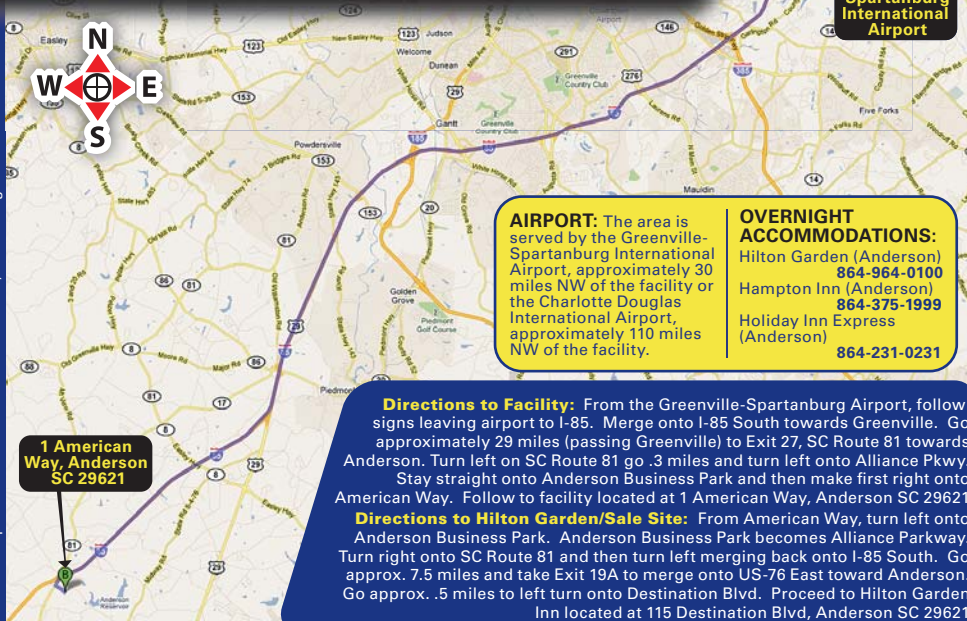 Spartanburg
International
Airport
N
W E
S
Easley
Judson
Welcome
Dunean
Gantt
Greenville
Country Club
Greenville
Country Club
Powdersville
Five Forks
Mauldin
Golden
Grove
Piedmont
Golf Course
AIRPORT: The area is
served by the Greenville-
Spartanburg International
Airport, approximately 30
miles NW of the facility or
the Charlotte Douglas
International Airport,
approximately 110 miles
NW of the facility.
OVERNIGHT
ACCOMMODATIONS:
Hilton Garden (Anderson)
864-964-0100
Hampton Inn (Anderson)
864-375-1999
Holiday Inn Express
(Anderson)
864-231-0231
1 American
Way, Anderson
SC 29621
B
Anderson
Reservoir
Directions to Facility: From the Greenville-Spartanburg Airport, follow
signs leaving airport to I-85. Merge onto I-85 South towards Greenville. Go
approximately 29 miles (passing Greenville) to Exit 27, SC Route 81 towards
Anderson. Turn left on SC Route 81 go .3 miles and turn left onto Alliance Pkwy.
Stay straight onto Anderson Business Park and then make first right onto
American Way. Follow to facility located at 1 American Way, Anderson SC 29621
Directions to Hilton Garden/Sale Site: From American Way, turn left onto
Anderson Business Park. Anderson Business Park becomes Alliance Parkway.
Turn right onto SC Route 81 and then turn left merging back onto I-85 South. Go
approx. 7.5 miles and take Exit 19A to merge onto US-76 East toward Anderson.
Go approx. .5 miles to left turn onto Destination Blvd. Proceed to Hilton Garden
Inn located at 115 Destination Blvd, Anderson SC 29621